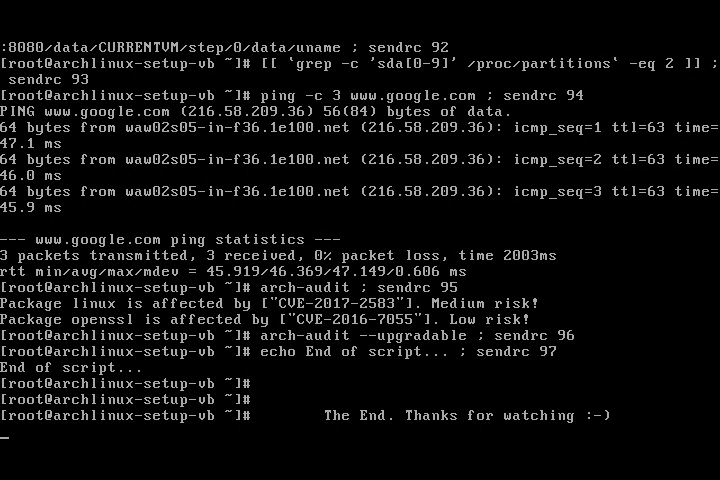 :8080/data/CURRENTVM/step/0/data/uname ; sendrc 92
[root@archlinux-setup-vb ~]# [[ `grep -c 'sda[0-9]' /proc/partitions` -eq 2 ]] ;
 sendrc 93
[root@archlinux-setup-vb ~]# ping -c 3 www.google.com ; sendrc 94
PING www.google.com (216.58.209.36) 56(84) bytes of data.
64 bytes from waw02s05-in-f36.1e100.net (216.58.209.36): icmp_seq=1 ttl=63 time=
47.1 ms
64 bytes from waw02s05-in-f36.1e100.net (216.58.209.36): icmp_seq=2 ttl=63 time=
46.0 ms
64 bytes from waw02s05-in-f36.1e100.net (216.58.209.36): icmp_seq=3 ttl=63 time=
45.9 ms

--- www.google.com ping statistics ---
3 packets transmitted, 3 received, 0% packet loss, time 2003ms
rtt min/avg/max/mdev = 45.919/46.369/47.149/0.606 ms
[root@archlinux-setup-vb ~]# arch-audit ; sendrc 95
Package linux is affected by ["CVE-2017-2583"]. Medium risk!
Package openssl is affected by ["CVE-2016-7055"]. Low risk!
[root@archlinux-setup-vb ~]# arch-audit --upgradable ; sendrc 96
[root@archlinux-setup-vb ~]# echo End of script... ; sendrc 97
End of script...
[root@archlinux-setup-vb ~]#
[root@archlinux-setup-vb ~]#
[root@archlinux-setup-vb ~]#         The End. Thanks for watching :-)